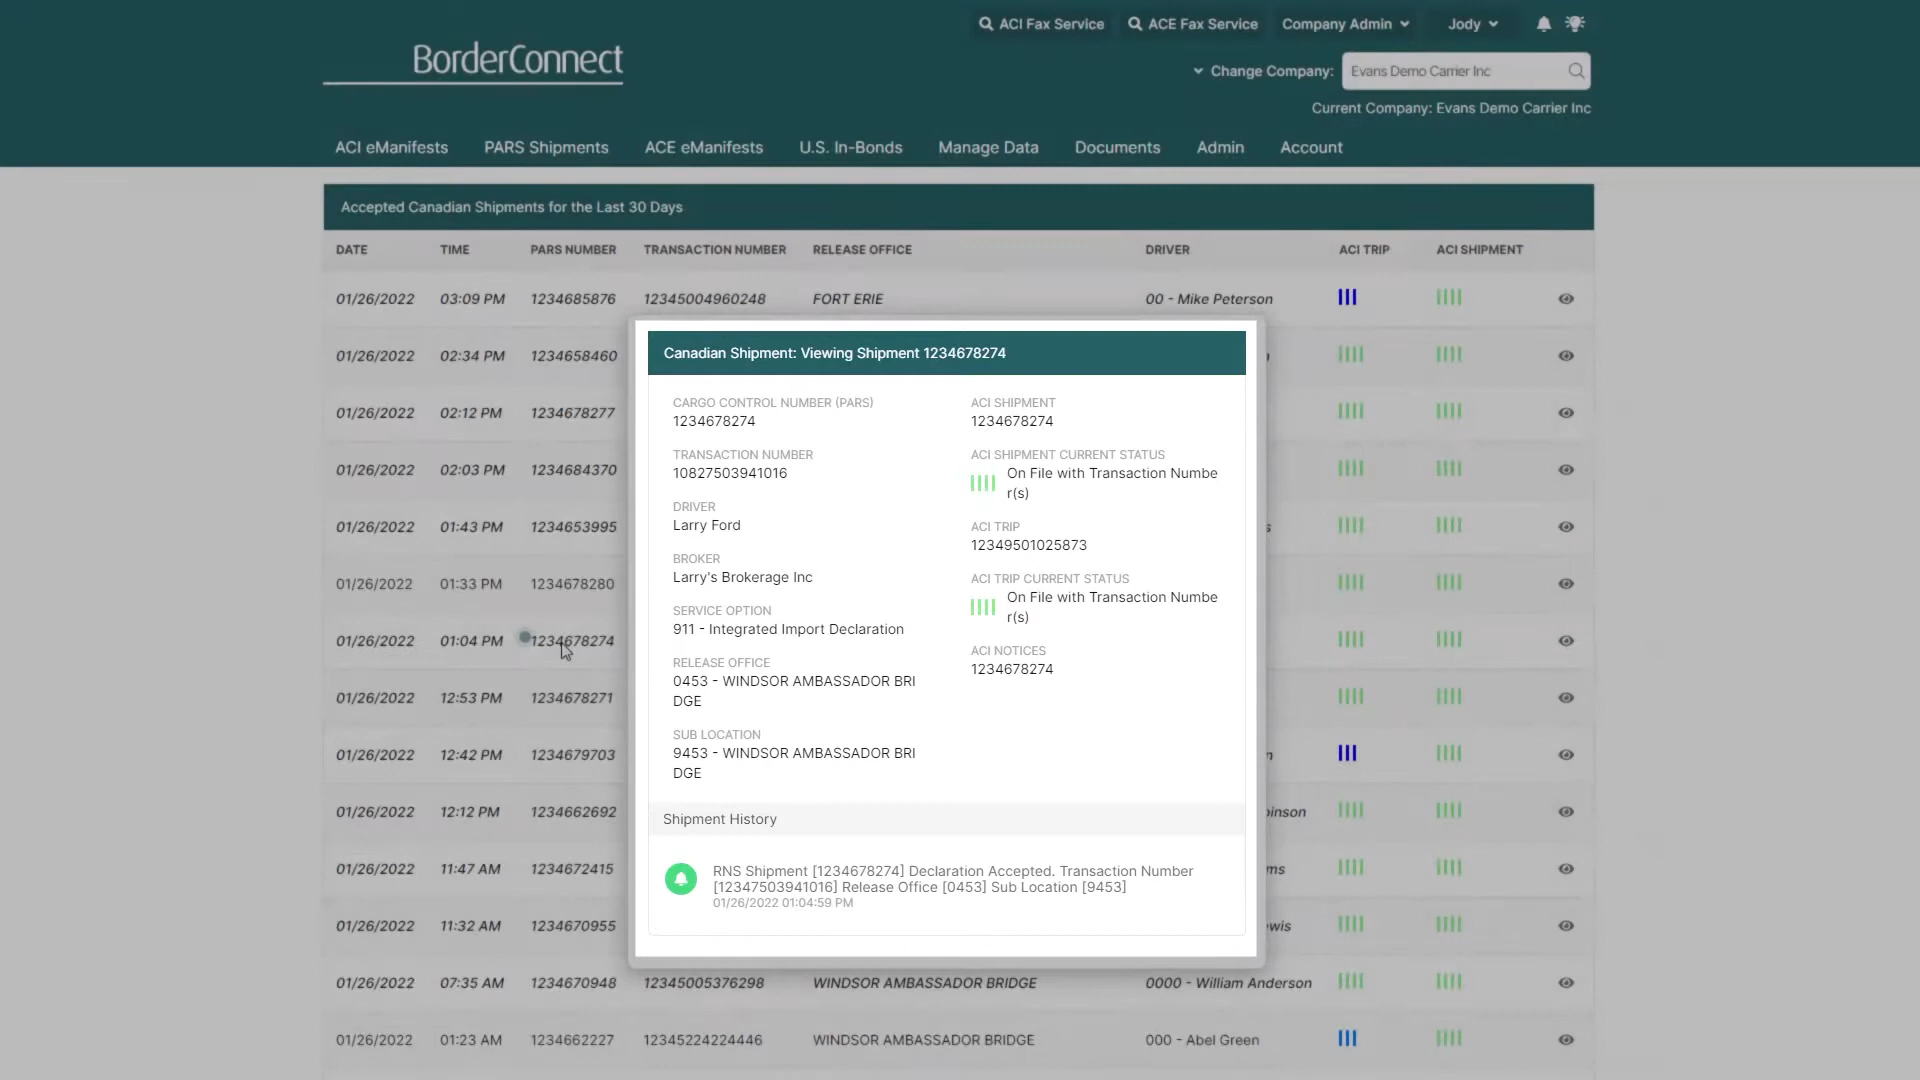 ACI Fax Service ACE Fax Service Company Admin Jody
BorderConnect
Change Company: Evans Demo Carrier Inc
Current Company: Evans Demo Carrier Inc
ACI eManifests PARS Shipments ACE eManifests U.S. In-Bonds Manage Data Documents Admin Account
Accepted Canadian Shipments for the Last 30 Days
DATE TIME PARS NUMBER TRANSACTION NUMBER RELEASE OFFICE DRIVER ACI TRIP ACI SHIPMENT
01/26/2022 03:09 PM 1234685876 12345004960248 FORT ERIE 00 - Mike Peterson
01/26/2022 02:34 PM 1234658460
01/26/2022 02:12 PM 1234678277
01/26/2022 02:03 PM 1234684370
01/26/2022 01:43 PM 1234653995 s
01/26/2022 01:33 PM 1234678280
01/26/2022 01:04 PM 1234678274
01/26/2022 12:53 PM 1234678271
01/26/2022 12:42 PM 1234679703 n
01/26/2022 12:12 PM 1234662692 binson
01/26/2022 11:47 AM 1234672415 ms
01/26/2022 11:32 AM 1234670955 wis
01/26/2022 07:35 AM 1234670948 12345005376298 WINDSOR AMBASSADOR BRIDGE 0000 - William Anderson
01/26/2022 01:23 AM 1234662227 12345224224446 WINDSOR AMBASSADOR BRIDGE 000 - Abel Green
Canadian Shipment: Viewing Shipment 1234678274
CARGO CONTROL NUMBER (PARS)
1234678274
TRANSACTION NUMBER
10827503941016
DRIVER
Larry Ford
BROKER
Larry's Brokerage Inc
SERVICE OPTION
911 - Integrated Import Declaration
RELEASE OFFICE
0453 - WINDSOR AMBASSADOR BRI
DGE
SUB LOCATION
9453 - WINDSOR AMBASSADOR BRI
DGE
ACI SHIPMENT
1234678274
ACI SHIPMENT CURRENT STATUS
On File with Transaction Numbe
r(s)
ACI TRIP
12349501025873
ACI TRIP CURRENT STATUS
On File with Transaction Numbe
r(s)
ACI NOTICES
1234678274
Shipment History
RNS Shipment [1234678274] Declaration Accepted. Transaction Number
[12347503941016] Release Office [0453] Sub Location [9453]
01/26/2022 01:04:59 PM